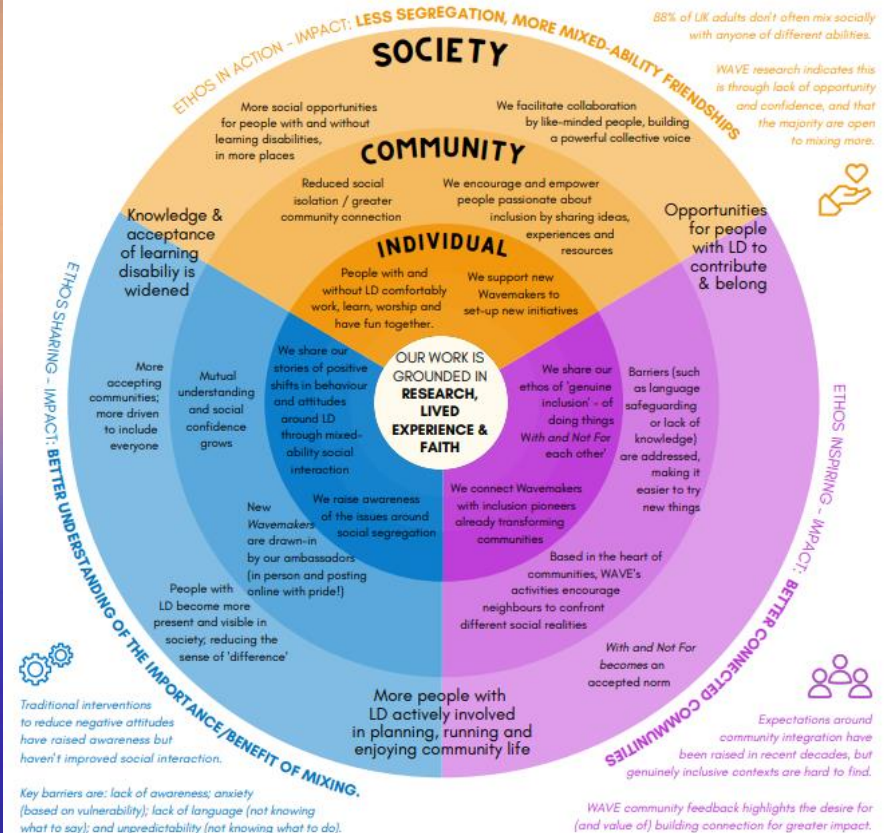 ETHOS IN ACTION - IMPACT: LESS SEGREGATION, MORE MIXED-ABILITY FRIENDSHIPS
88% of UK adults don't often mix socially
with anyone of different abilities.
WAVE research indicates this
is through lack of opportunity
and confidence, and that
the majority are open
to mixing more.
SOCIETY
More social opportunities
for people with and without
learning disabilities,
in more places
We facilitate collaboration
by like-minded people, building
a powerful collective voice
COMMUNITY
Reduced social
isolation / greater
community connection
We encourage and empower
people passionate about
inclusion by sharing ideas,
experiences and
resources
INDIVIDUAL
People with and
without LD comfortably
work, learn, worship and
have fun together.
We support new
Wavemakers to
set-up new initiatives
Knowledge &
acceptance
of learning
disabiliy is
widened
Opportunities
for people
with LD to
contribute
& belong
OUR WORK IS
GROUNDED IN
RESEARCH,
LIVED
EXPERIENCE &
FAITH
ETHOS SHARING - IMPACT: BETTER UNDERSTANDING OF THE IMPORTANCE/BENEFIT OF MIXING.
More
accepting
communities;
more driven
to include
everyone
Mutual
understanding
and social
confidence
grows
We share our
stories of positive
shifts in behaviour
and attitudes
around LD
through mixed-
ability social
interaction
We raise awareness
of the issues around
social segregation
New
Wavemakers
are drawn-in
by our ambassadors
(in person and posting
online with pride!)
People with
LD become more
present and visible in
society; reducing the
sense of 'difference'
We share our
ethos of 'genuine
inclusion' - of
doing things
With and Not For
each other'
Barriers (such
as language
safeguarding
or lack of
knowledge)
are addressed,
making it
easier to try
new things
We connect Wavemakers
with inclusion pioneers
already transforming
communities
Based in the heart of
communities, WAVE's
activities encourage
neighbours to confront
different social realities
With and Not For
becomes an
accepted norm
ETHOS INSPIRING - IMPACT: BETTER CONNECTED COMMUNITIES
More people with
LD actively involved
in planning, running and
enjoying community life
Traditional interventions
to reduce negative attitudes
have raised awareness but
haven't improved social interaction.
Key barriers are: lack of awareness; anxiety
(based on vulnerability); lack of language (not knowing
what to say); and unpredictability (not knowing what to do).
Expectations around
community integration have
been raised in recent decades, but
genuinely inclusive contexts are hard to find.
WAVE community feedback highlights the desire for
(and value of) building connection for greater impact.